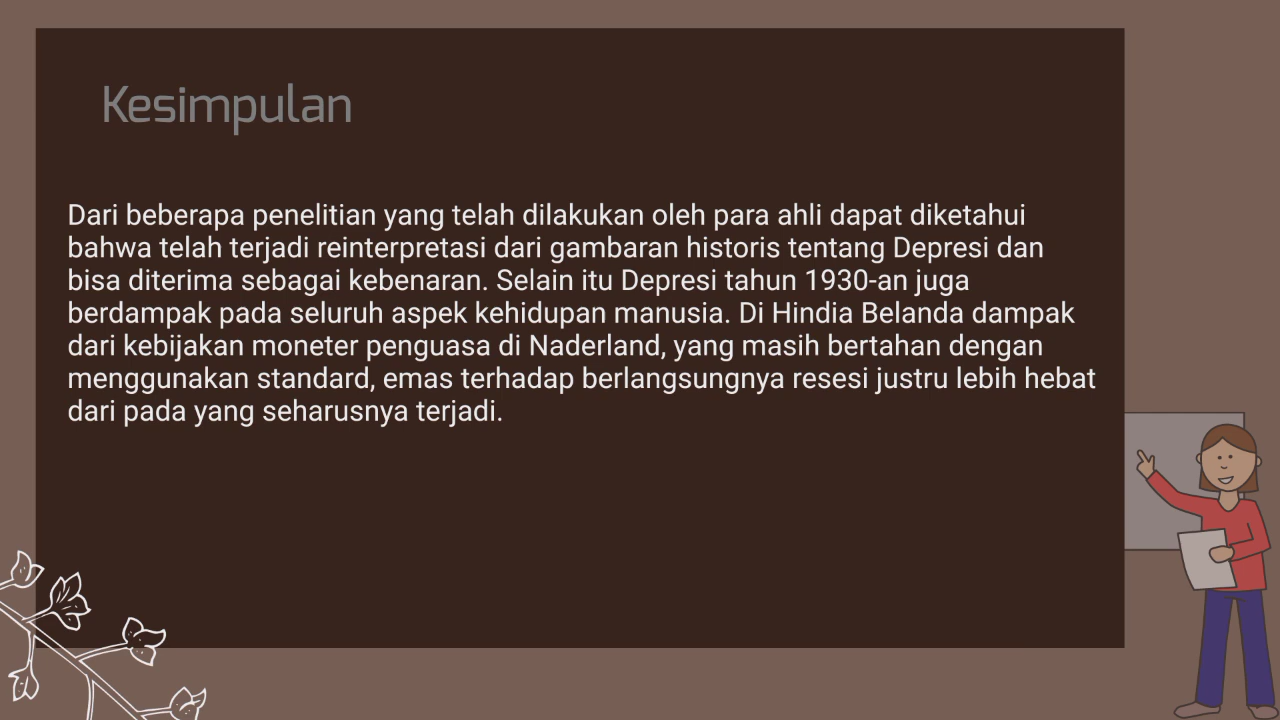 Kesimpulan
Dari beberapa penelitian yang telah dilakukan oleh para ahli dapat diketahui
bahwa telah terjadi reinterpretasi dari gambaran historis tentang Depresi dan
bisa diterima sebagai kebenaran. Selain itu Depresi tahun 1930-an juga
berdampak pada seluruh aspek kehidupan manusia. Di Hindia Belanda dampak
dari kebijakan moneter penguasa di Naderland, yang masih bertahan dengan
menggunakan standard, emas terhadap berlangsungnya resesi justru lebih hebat
dari pada yang seharusnya terjadi.